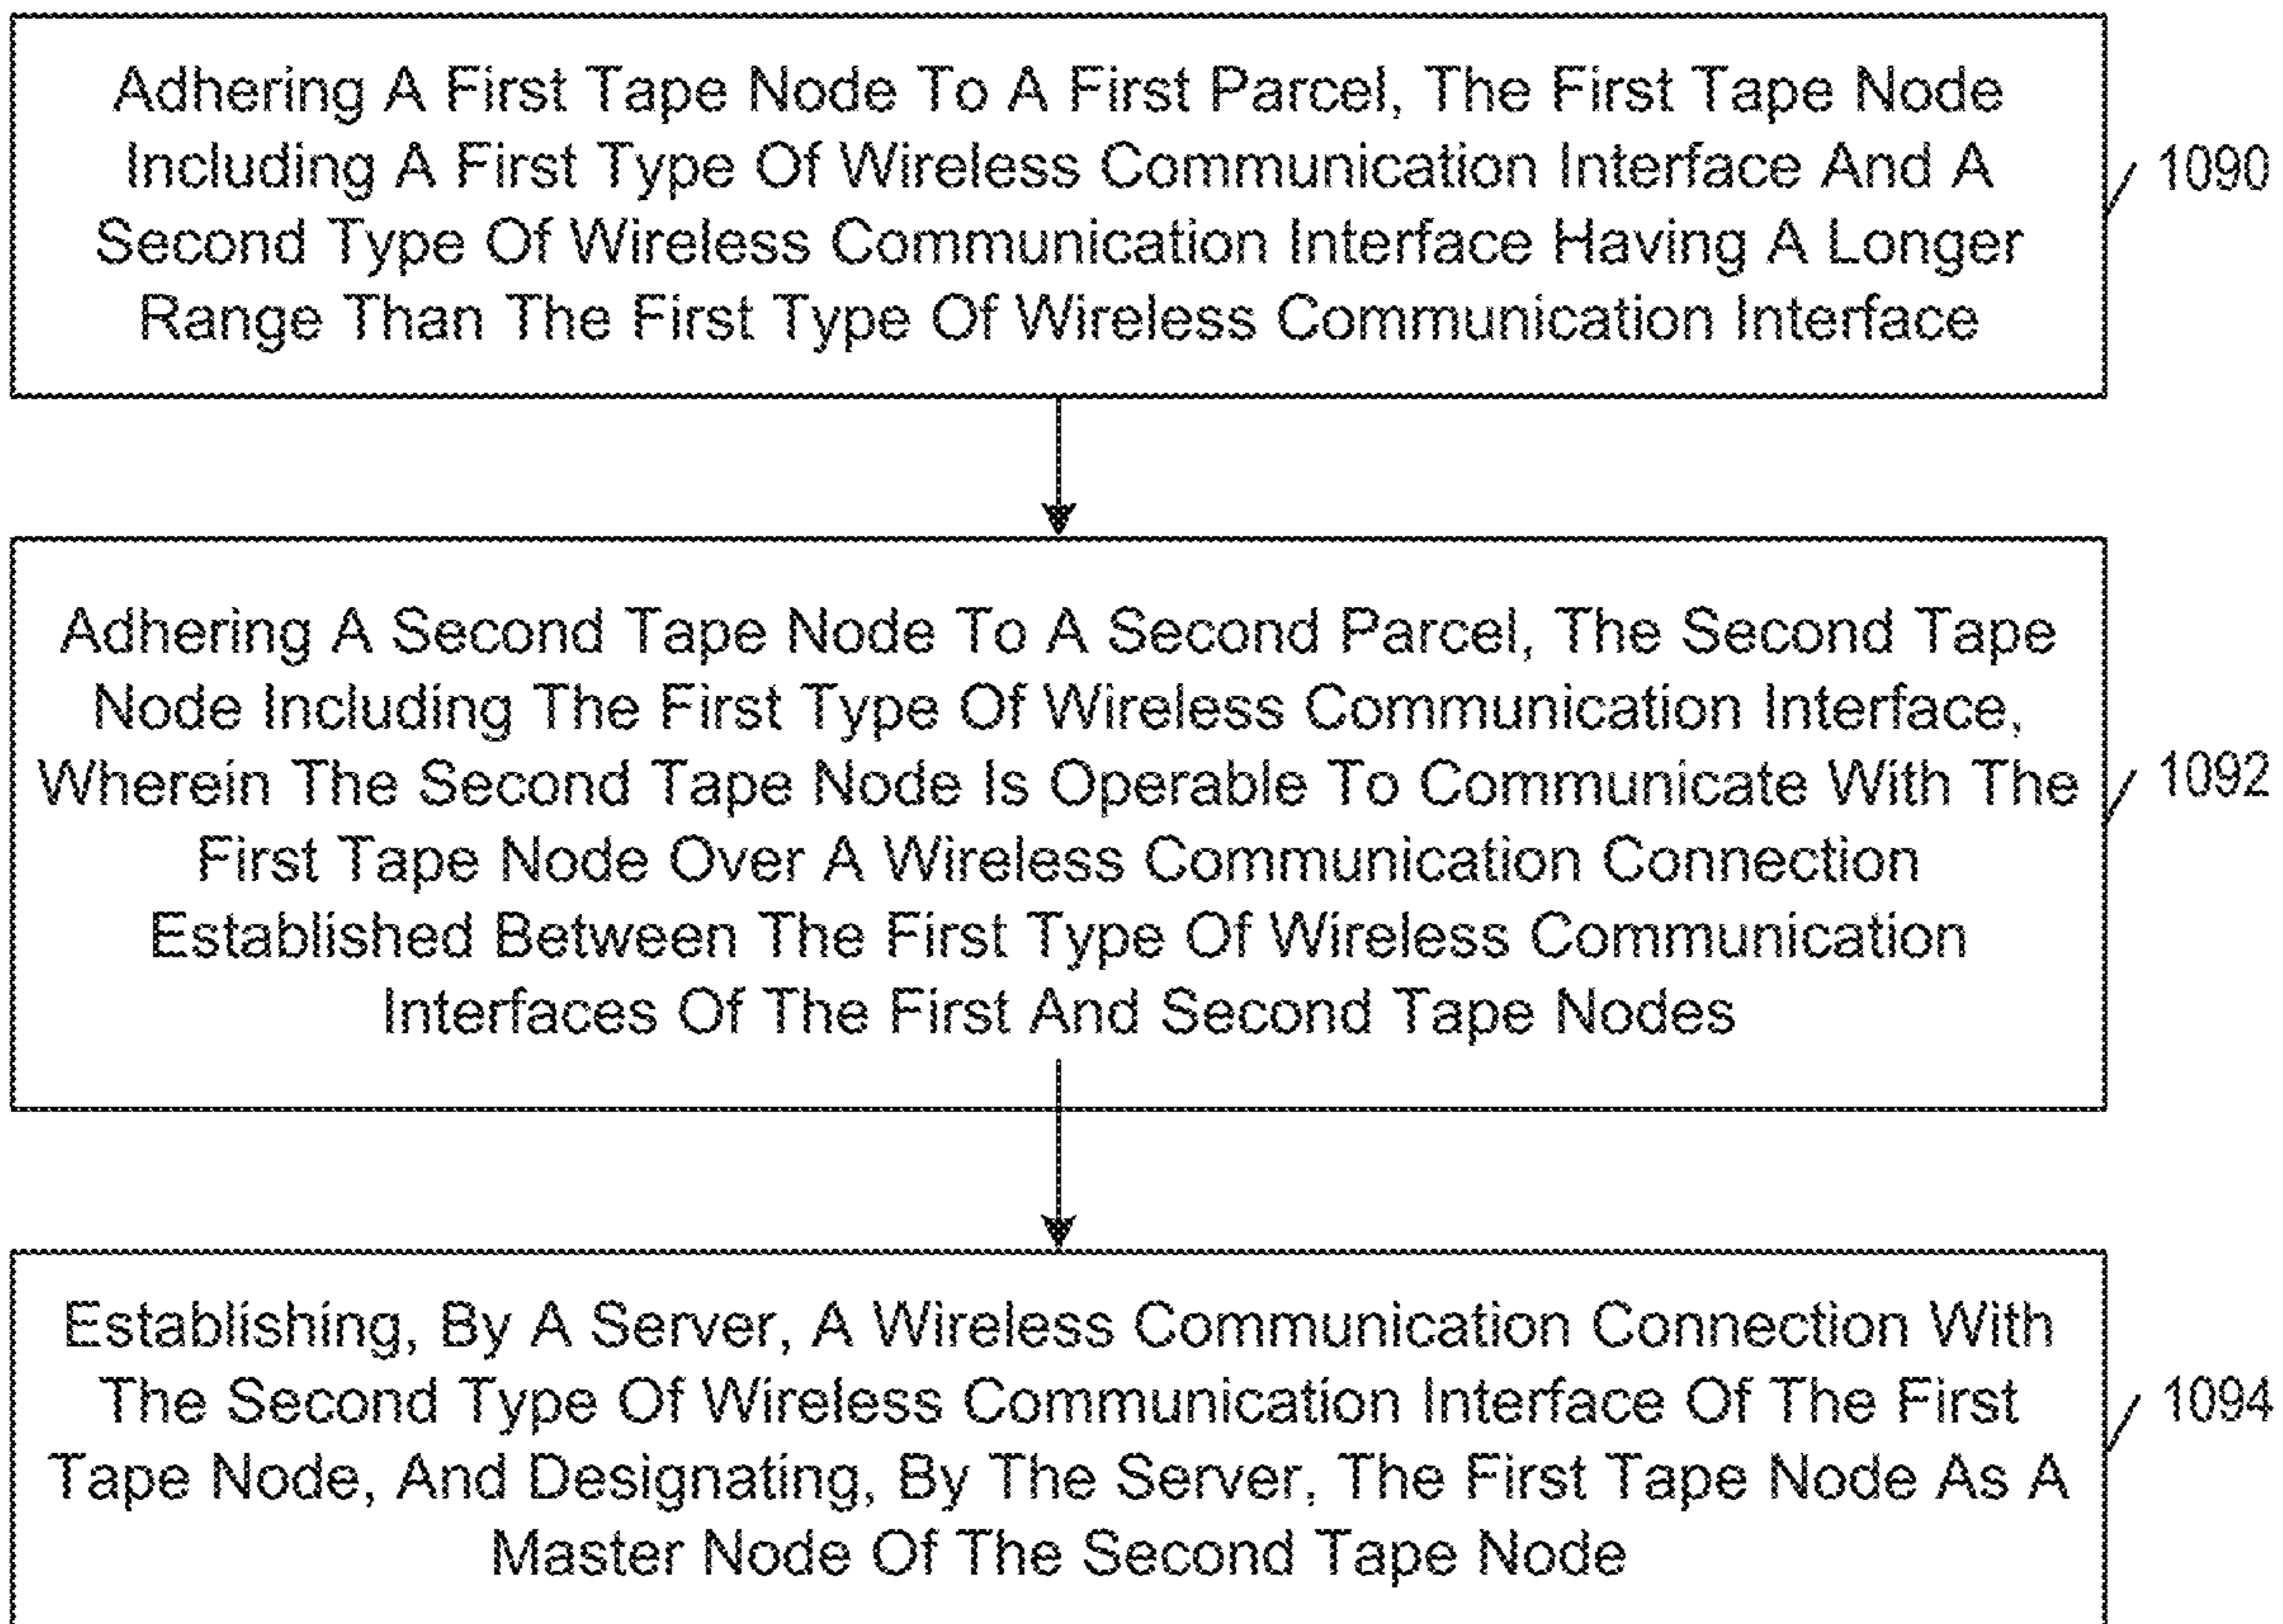 Adhering A First Tape Node To A First Parcel, The First Tape Node
Including A First Type Of Wireless Communication Interface And A
Second Type Of Wireless Communication Interface Having A Longer
Range Than The First Type Of Wireless Communication Interface
1090
Adhering A Second Tape Node To A Second Parcel, The Second Tape
Node Including The First Type Of Wireless Communication Interface,
Wherein The Second Tape Node Is Operable To Communicate With The
First Tape Node Over A Wireless Communication Connection
Established Between The First Type Of Wireless Communication
Interfaces Of The First And Second Tape Nodes
1092
Establishing, By A Server, A Wireless Communication Connection With
The Second Type Of Wireless Communication Interface Of The First
Tape Node, And Designating, By The Server, The First Tape Node As A
Master Node Of The Second Tape Node
1094